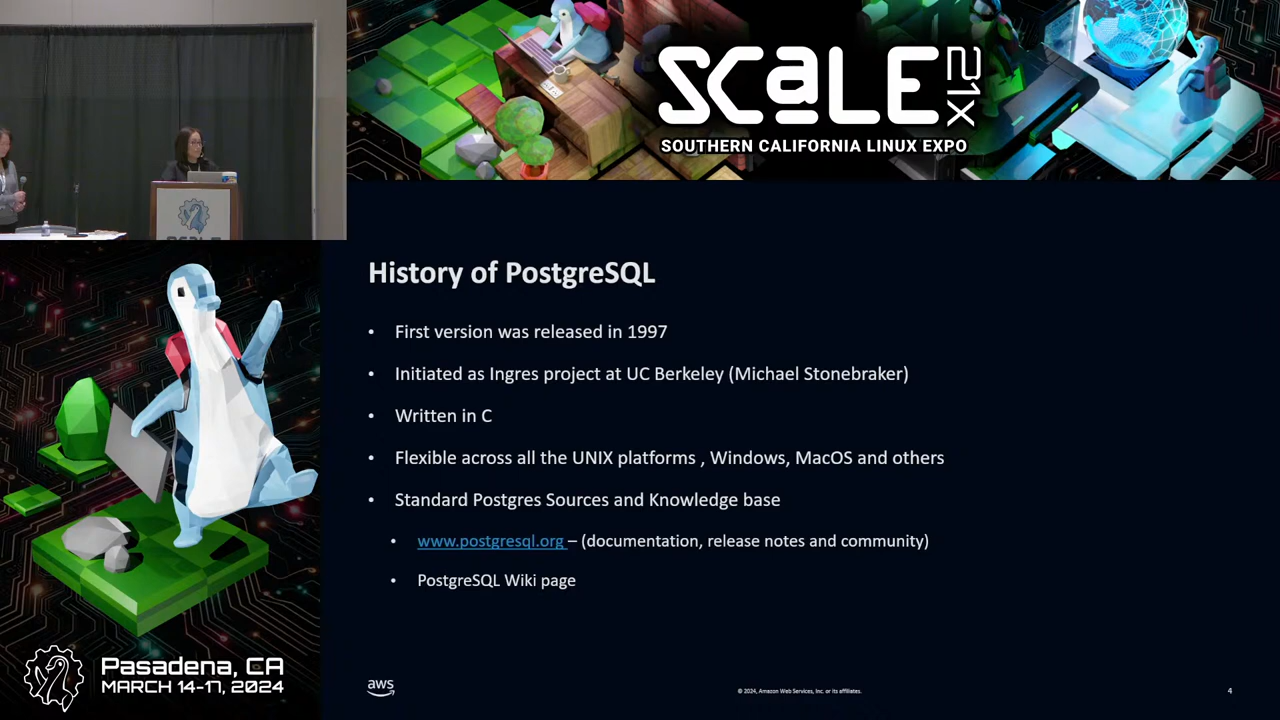 SCaLE 21X
SOUTHERN CALIFORNIA LINUX EXPO
SCALE
History of PostgreSQL
• First version was released in 1997
• Initiated as Ingres project at UC Berkeley (Michael Stonebraker)
• Written in C
• Flexible across all the UNIX platforms , Windows, MacOS and others
• Standard Postgres Sources and Knowledge base
• www.postgresql.org – (documentation, release notes and community)
• PostgreSQL Wiki page
Pasadena, CA
MARCH 14-17, 2024
aws
© 2024, Amazon Web Services, Inc. or its affiliates.
4